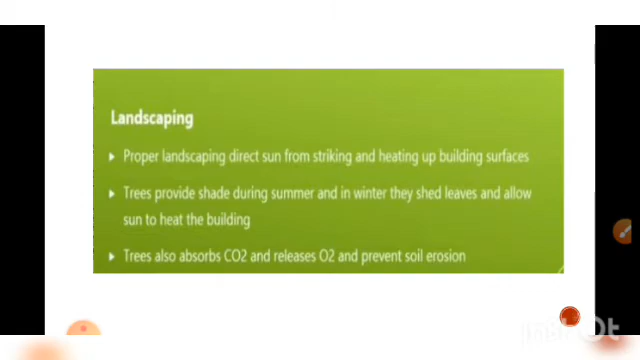 Landscaping
Proper landscaping direct sun from striking and heating up building surfaces
Trees provide shade during summer and in winter they shed leaves and allow
sun to heat the building
Trees also absorbs CO2 and releases O2 and prevent soil erosion